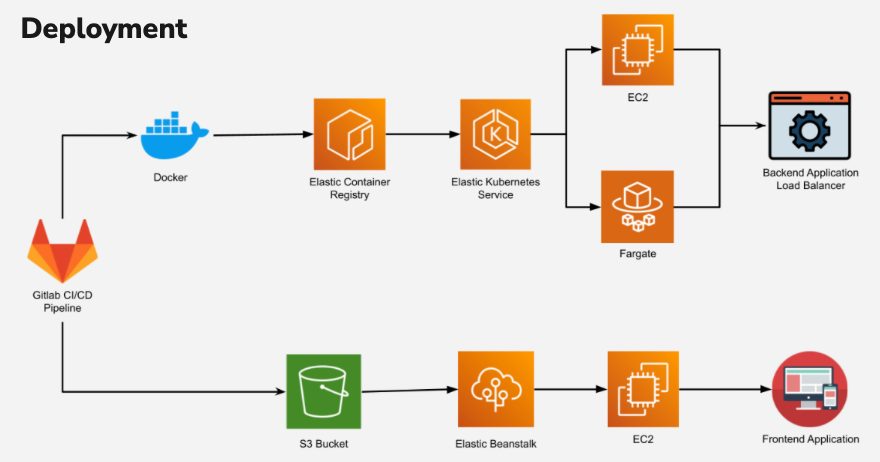 Deployment
EC2
Docker
Elastic Container
Registry
K
Elastic Kubernetes
Service
Backend Application
Load Balancer
Fargate
Gitlab CI/CD
Pipeline
S3 Bucket
Elastic Beanstalk
EC2
Frontend Application